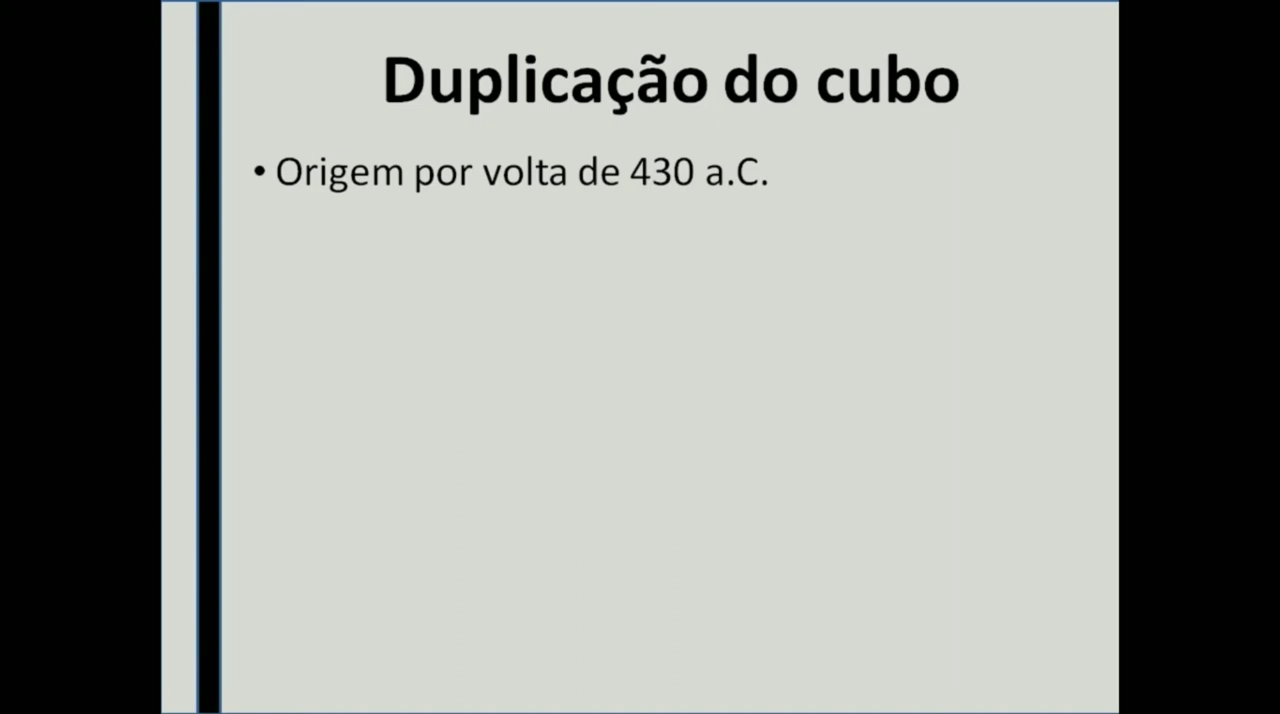 Duplicação do cubo
• Origem por volta de 430 a.C.